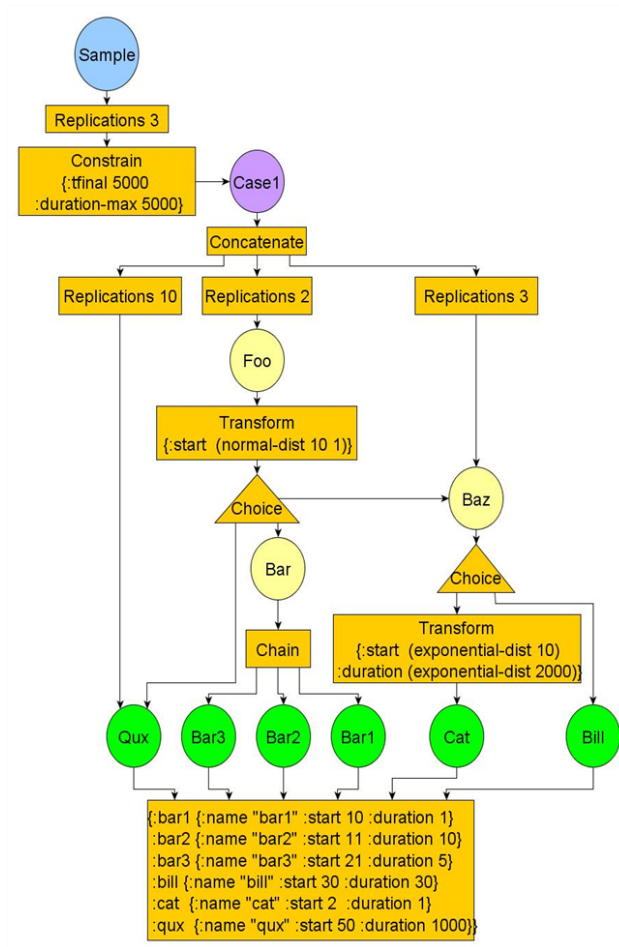 Sample
Replications 3
Constrain
{:tfinal 5000
:duration-max 5000}
Case1
Concatenate
Replications 10
Replications 2
Replications 3
Foo
Transform
{:start (normal-dist 10 1)}
Choice
Baz
Bar
Choice
Chain
Transform
{:start (exponential-dist 10)
:duration (exponential-dist 2000)}
Qux
Bar3
Bar2
Bar1
Cat
Bill
{:bar1 {:name "bar1" :start 10 :duration 1}
:bar2 {:name "bar2" :start 11 :duration 10}
:bar3 {:name "bar3" :start 21 :duration 5}
:bill {:name "bill" :start 30 :duration 30}
:cat {:name "cat" :start 2 :duration 1}
:qux {:name "qux" :start 50 :duration 1000}}